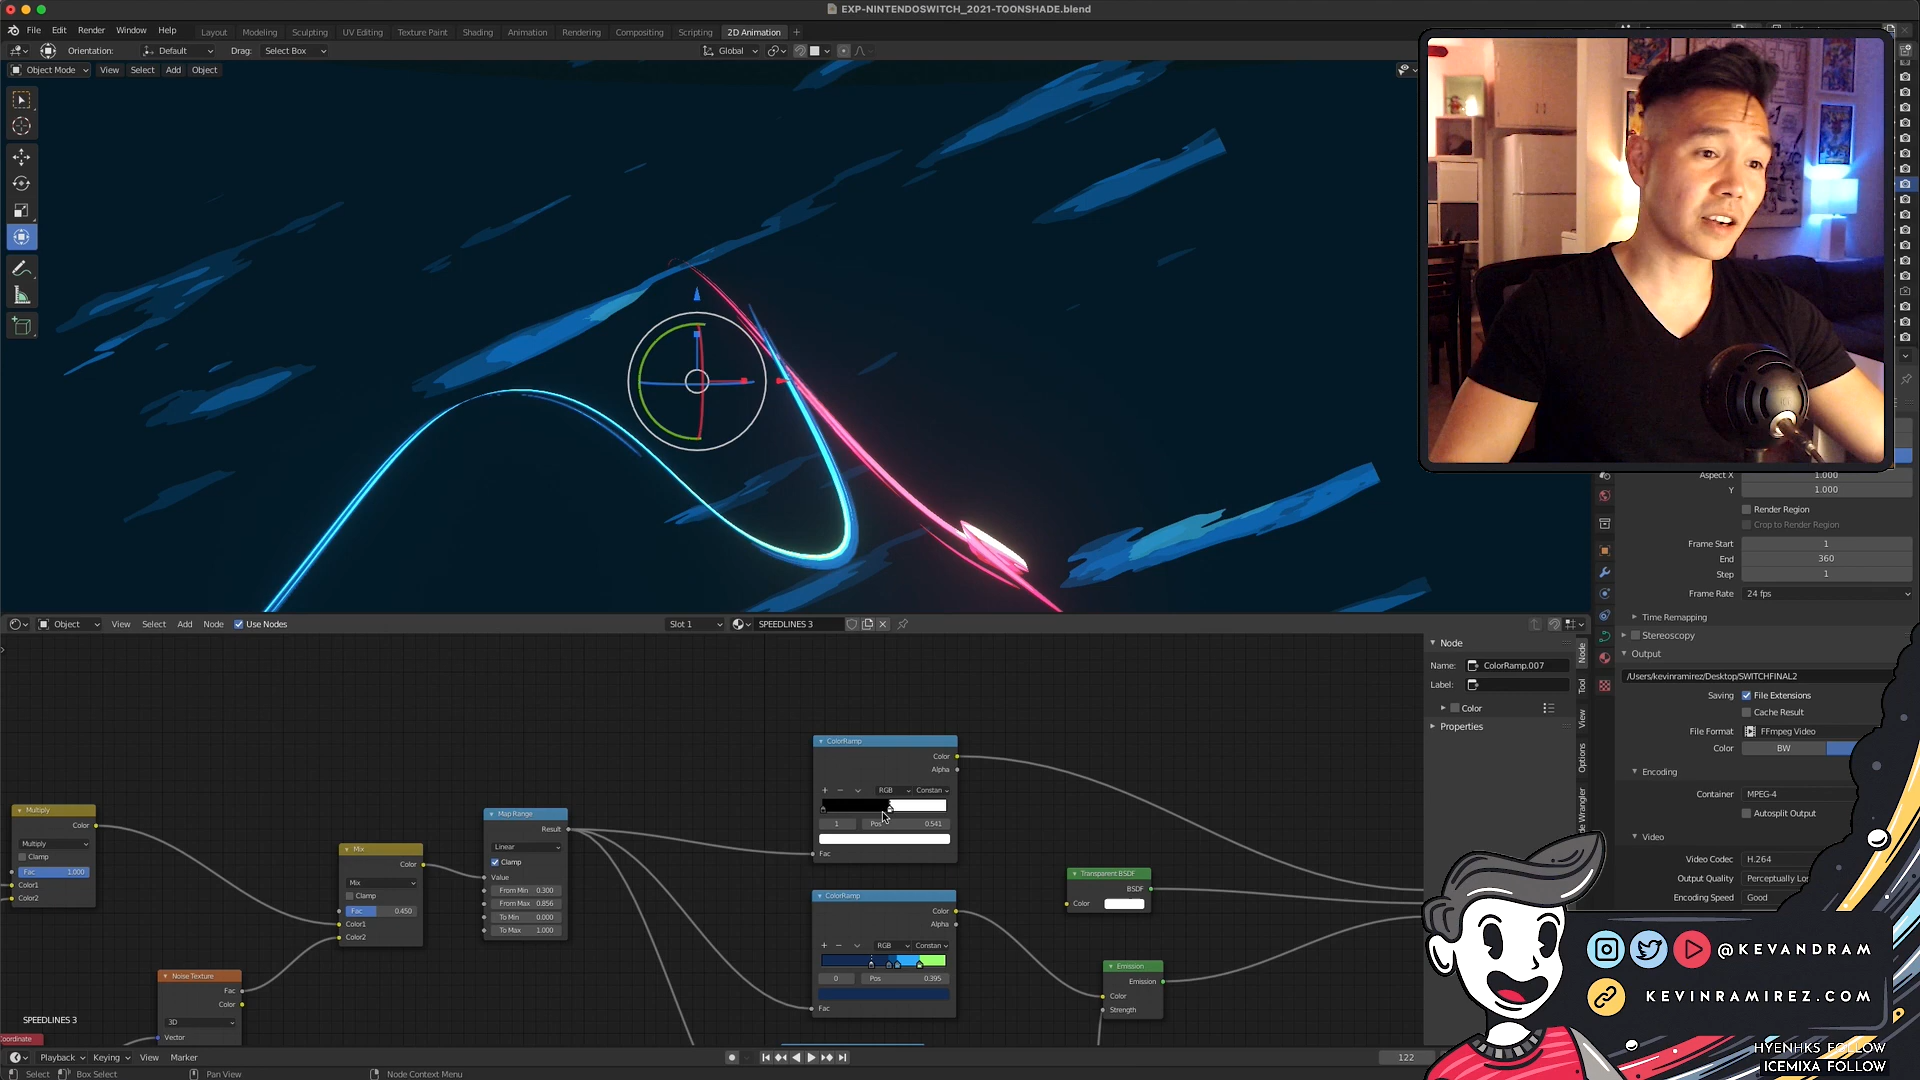 EXP-NINTENDOSWITCH_2021-TOONSHADE.blend
File Edit Render Window Help Layout Modeling Sculpting UV Editing Texture Paint Shading Animation Rendering Compositing Scripting 2D Animation +
Orientation: Default Drag: Select Box Global
Object Mode View Select Add Object
Aspect X 1.000
Y 1.000
Render Region
Crop to Render Region
Frame Start 1
End 360
Step 1
Frame Rate 24 fps
Time Remapping
Stereoscopy
Output
/Users/kevinramirez/Desktop/SWITCHFINAL2
Saving File Extensions
Cache Result
File Format FFmpeg Video
Color BW
Encoding
Container MPEG-4
Autosplit Output
Video
Video Codec H.264
Output Quality Perceptually
Encoding Speed Good
Object View Select Add Node Use Nodes Slot 1 SPEEDLINES 3
Node
Name: ColorRamp.007
Label:
Color
Properties
Node
Tool
View
Options
Wrangler
Multiply
Color
Multiply
Clamp
Fac 1.000
Color1
Color2
Mix
Color
Mix
Clamp
Fac 0.450
Color1
Color2
Noise Texture
Fac
Color
3D
Vector
Map Range
Result
Linear
Clamp
Value
From Min 0.300
From Max 0.856
To Min 0.000
To Max 1.000
ColorRamp
Color
Alpha
RGB Constan
1 Pos 0.541
Fac
ColorRamp
Color
Alpha
RGB Constan
0 Pos 0.395
Fac
Transparent BSDF
BSDF
Color
Emission
Emission
Color
Strength
SPEEDLINES 3
oordinate
Playback Keying View Marker 122
Select Box Select Pan View Node Context Menu
@KEVANDRAM
KEVINRAMIREZ.COM
HYENHKS FOLLOW
ICEMIXA FOLLOW